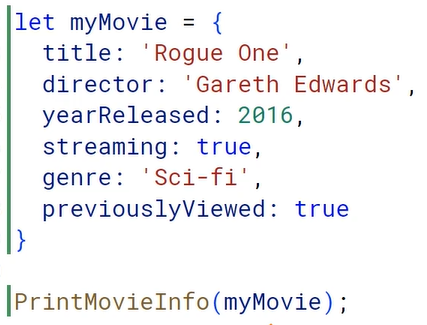 let myMovie = {
  title: 'Rogue One',
  director: 'Gareth Edwards',
  yearReleased: 2016,
  streaming: true,
  genre: 'Sci-fi',
  previouslyViewed: true
}
PrintMovieInfo(myMovie);